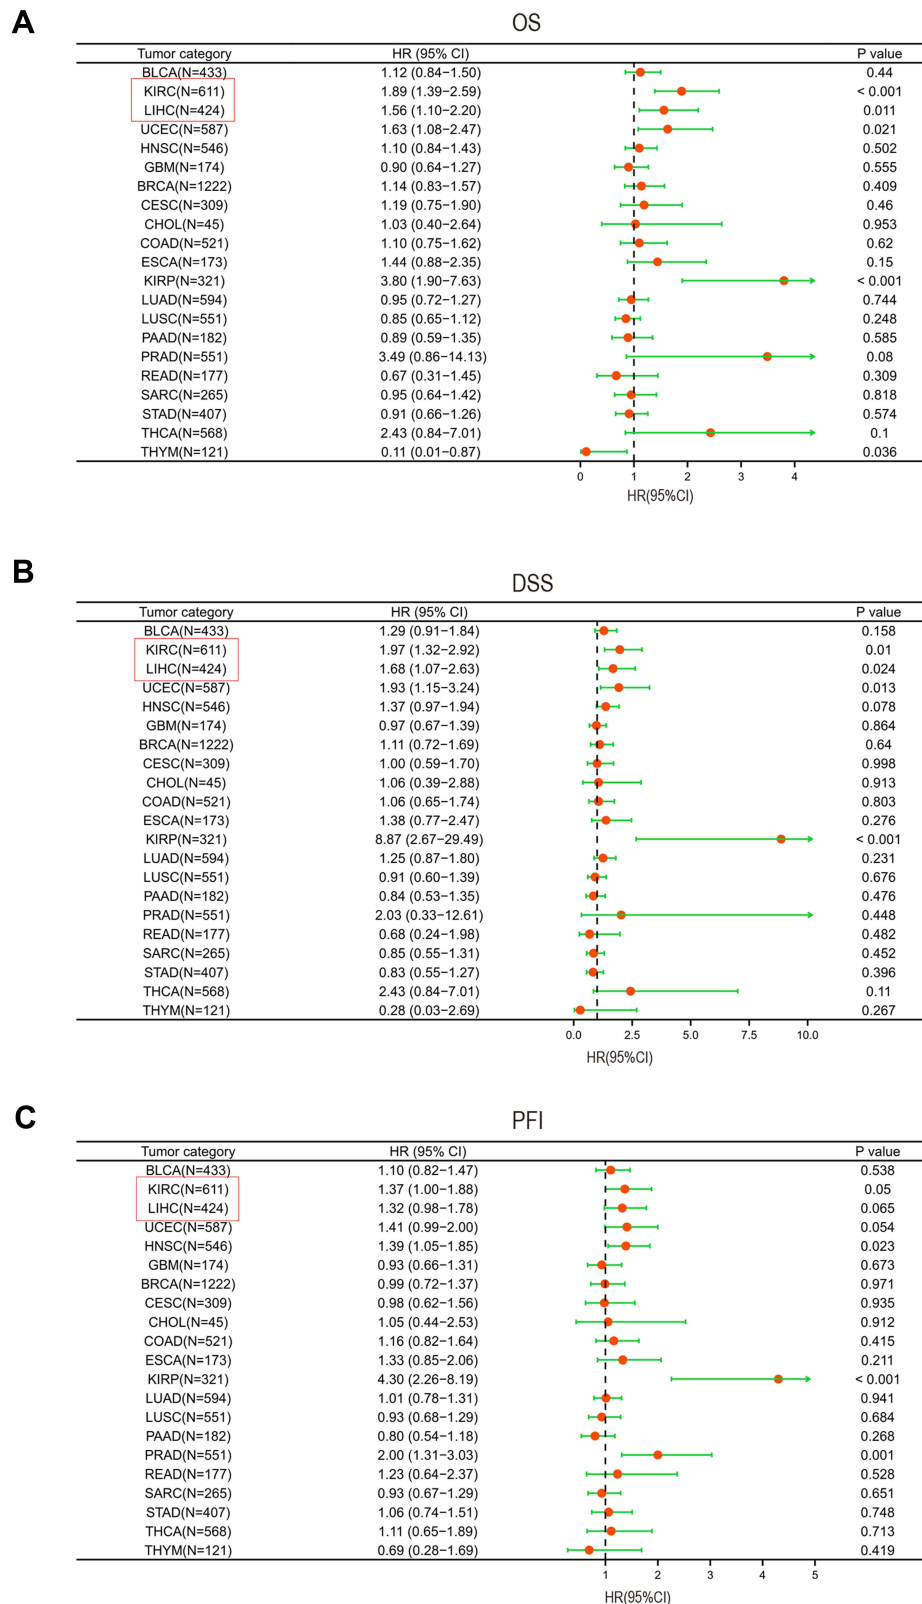 A
OS
Tumor category HR (95% CI) P value
BLCA(N=433) 1.12 (0.84−1.50) 0.44
KIRC(N=611) 1.89 (1.39−2.59) < 0.001
LIHC(N=424) 1.56 (1.10−2.20) 0.011
UCEC(N=587) 1.63 (1.08−2.47) 0.021
HNSC(N=546) 1.10 (0.84−1.43) 0.502
GBM(N=174) 0.90 (0.64−1.27) 0.555
BRCA(N=1222) 1.14 (0.83−1.57) 0.409
CESC(N=309) 1.19 (0.75−1.90) 0.46
CHOL(N=45) 1.03 (0.40−2.64) 0.953
COAD(N=521) 1.10 (0.75−1.62) 0.62
ESCA(N=173) 1.44 (0.88−2.35) 0.15
KIRP(N=321) 3.80 (1.90−7.63) < 0.001
LUAD(N=594) 0.95 (0.72−1.27) 0.744
LUSC(N=551) 0.85 (0.65−1.12) 0.248
PAAD(N=182) 0.89 (0.59−1.35) 0.585
PRAD(N=551) 3.49 (0.86−14.13) 0.08
READ(N=177) 0.67 (0.31−1.45) 0.309
SARC(N=265) 0.95 (0.64−1.42) 0.818
STAD(N=407) 0.91 (0.66−1.26) 0.574
THCA(N=568) 2.43 (0.84−7.01) 0.1
THYM(N=121) 0.11 (0.01−0.87) 0.036
0 1 2 3 4
HR(95%CI)
B
DSS
Tumor category HR (95% CI) P value
BLCA(N=433) 1.29 (0.91−1.84) 0.158
KIRC(N=611) 1.97 (1.32−2.92) 0.01
LIHC(N=424) 1.68 (1.07−2.63) 0.024
UCEC(N=587) 1.93 (1.15−3.24) 0.013
HNSC(N=546) 1.37 (0.97−1.94) 0.078
GBM(N=174) 0.97 (0.67−1.39) 0.864
BRCA(N=1222) 1.11 (0.72−1.69) 0.64
CESC(N=309) 1.00 (0.59−1.70) 0.998
CHOL(N=45) 1.06 (0.39−2.88) 0.913
COAD(N=521) 1.06 (0.65−1.74) 0.803
ESCA(N=173) 1.38 (0.77−2.47) 0.276
KIRP(N=321) 8.87 (2.67−29.49) < 0.001
LUAD(N=594) 1.25 (0.87−1.80) 0.231
LUSC(N=551) 0.91 (0.60−1.39) 0.676
PAAD(N=182) 0.84 (0.53−1.35) 0.476
PRAD(N=551) 2.03 (0.33−12.61) 0.448
READ(N=177) 0.68 (0.24−1.98) 0.482
SARC(N=265) 0.85 (0.55−1.31) 0.452
STAD(N=407) 0.83 (0.55−1.27) 0.396
THCA(N=568) 2.43 (0.84−7.01) 0.11
THYM(N=121) 0.28 (0.03−2.69) 0.267
0.0 2.5 5.0 7.5 10.0
HR(95%CI)
C
PFI
Tumor category HR (95% CI) P value
BLCA(N=433) 1.10 (0.82−1.47) 0.538
KIRC(N=611) 1.37 (1.00−1.88) 0.05
LIHC(N=424) 1.32 (0.98−1.78) 0.065
UCEC(N=587) 1.41 (0.99−2.00) 0.054
HNSC(N=546) 1.39 (1.05−1.85) 0.023
GBM(N=174) 0.93 (0.66−1.31) 0.673
BRCA(N=1222) 0.99 (0.72−1.37) 0.971
CESC(N=309) 0.98 (0.62−1.56) 0.935
CHOL(N=45) 1.05 (0.44−2.53) 0.912
COAD(N=521) 1.16 (0.82−1.64) 0.415
ESCA(N=173) 1.33 (0.85−2.06) 0.211
KIRP(N=321) 4.30 (2.26−8.19) < 0.001
LUAD(N=594) 1.01 (0.78−1.31) 0.941
LUSC(N=551) 0.93 (0.68−1.29) 0.684
PAAD(N=182) 0.80 (0.54−1.18) 0.268
PRAD(N=551) 2.00 (1.31−3.03) 0.001
READ(N=177) 1.23 (0.64−2.37) 0.528
SARC(N=265) 0.93 (0.67−1.29) 0.651
STAD(N=407) 1.06 (0.74−1.51) 0.748
THCA(N=568) 1.11 (0.65−1.89) 0.713
THYM(N=121) 0.69 (0.28−1.69) 0.419
1 2 3 4 5
HR(95%CI)